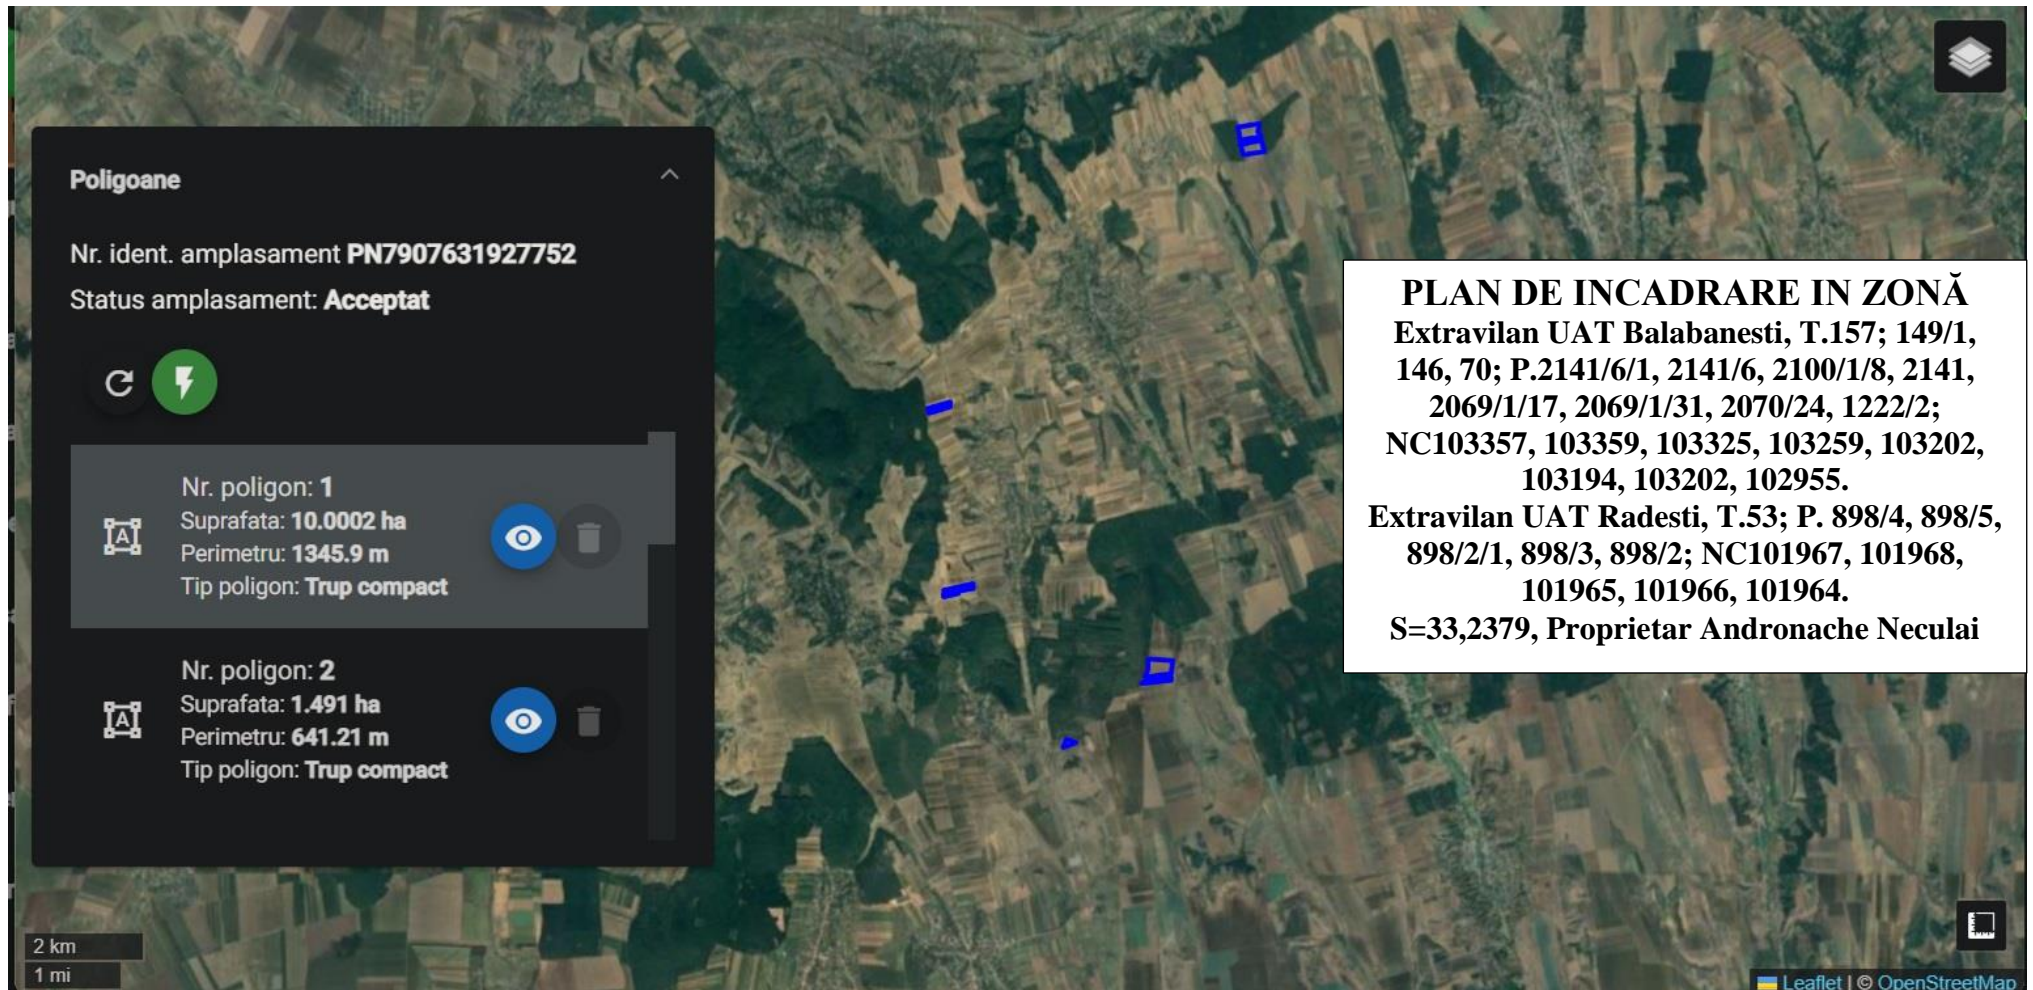 Poligoane
Nr. ident. amplasament PN7907631927752
Status amplasament: Acceptat
Nr. poligon: 1
Suprafata: 10.0002 ha
Perimetru: 1345.9 m
Tip poligon: Trup compact
Nr. poligon: 2
Suprafata: 1.491 ha
Perimetru: 641.21 m
Tip poligon: Trup compact
2 km
1 mi
PLAN DE INCADRARE IN ZONĂ
Extravilan UAT Balabanesti, T.157; 149/1,
146, 70; P.2141/6/1, 2141/6, 2100/1/8, 2141,
2069/1/17, 2069/1/31, 2070/24, 1222/2;
NC103357, 103359, 103325, 103259, 103202,
103194, 103202, 102955.
Extravilan UAT Radesti, T.53; P. 898/4, 898/5,
898/2/1, 898/3, 898/2; NC101967, 101968,
101965, 101966, 101964.
S=33,2379, Proprietar Andronache Neculai
Leaflet | © OpenStreetMap